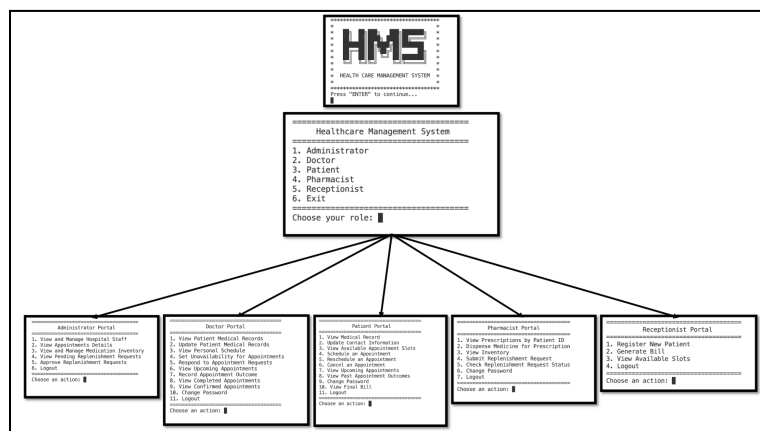 HMS
HEALTH CARE MANAGEMENT SYSTEM
Press "ENTER" to continue...
Healthcare Management System
1. Administrator
2. Doctor
3. Patient
4. Pharmacist
5. Receptionist
6. Exit
Choose your role:
Administrator Portal
1. View and Manage Hospital Staff
2. View Appointments Details
3. View and Manage Medication Inventory
4. View Pending Replenishment Requests
5. Approve Replenishment Requests
6. Logout
Choose an action:
Doctor Portal
1. View Patient Medical Records
2. Update Patient Medical Records
3. View Personal Schedule
4. Set Unavailability for Appointments
5. Respond to Appointment Requests
6. View Upcoming Appointments
7. Record Appointment Outcome
8. View Completed Appointments
9. View Confirmed Appointments
10. Change Password
11. Logout
Choose an action:
Patient Portal
1. View Medical Record
2. Update Contact Information
3. View Available Appointment Slots
4. Schedule an Appointment
5. Reschedule an Appointment
6. Cancel an Appointment
7. View Upcoming Appointments
8. View Past Appointment Outcomes
9. Change Password
10. View Final Bill
11. Logout
Choose an action:
Pharmacist Portal
1. View Prescriptions by Patient ID
2. Dispense Medicine for Prescription
3. View Inventory
4. Submit Replenishment Request
5. Check Replenishment Request Status
6. Change Password
7. Logout
Choose an action:
Receptionist Portal
1. Register New Patient
2. Generate Bill
3. View Available Slots
4. Logout
Choose an action: